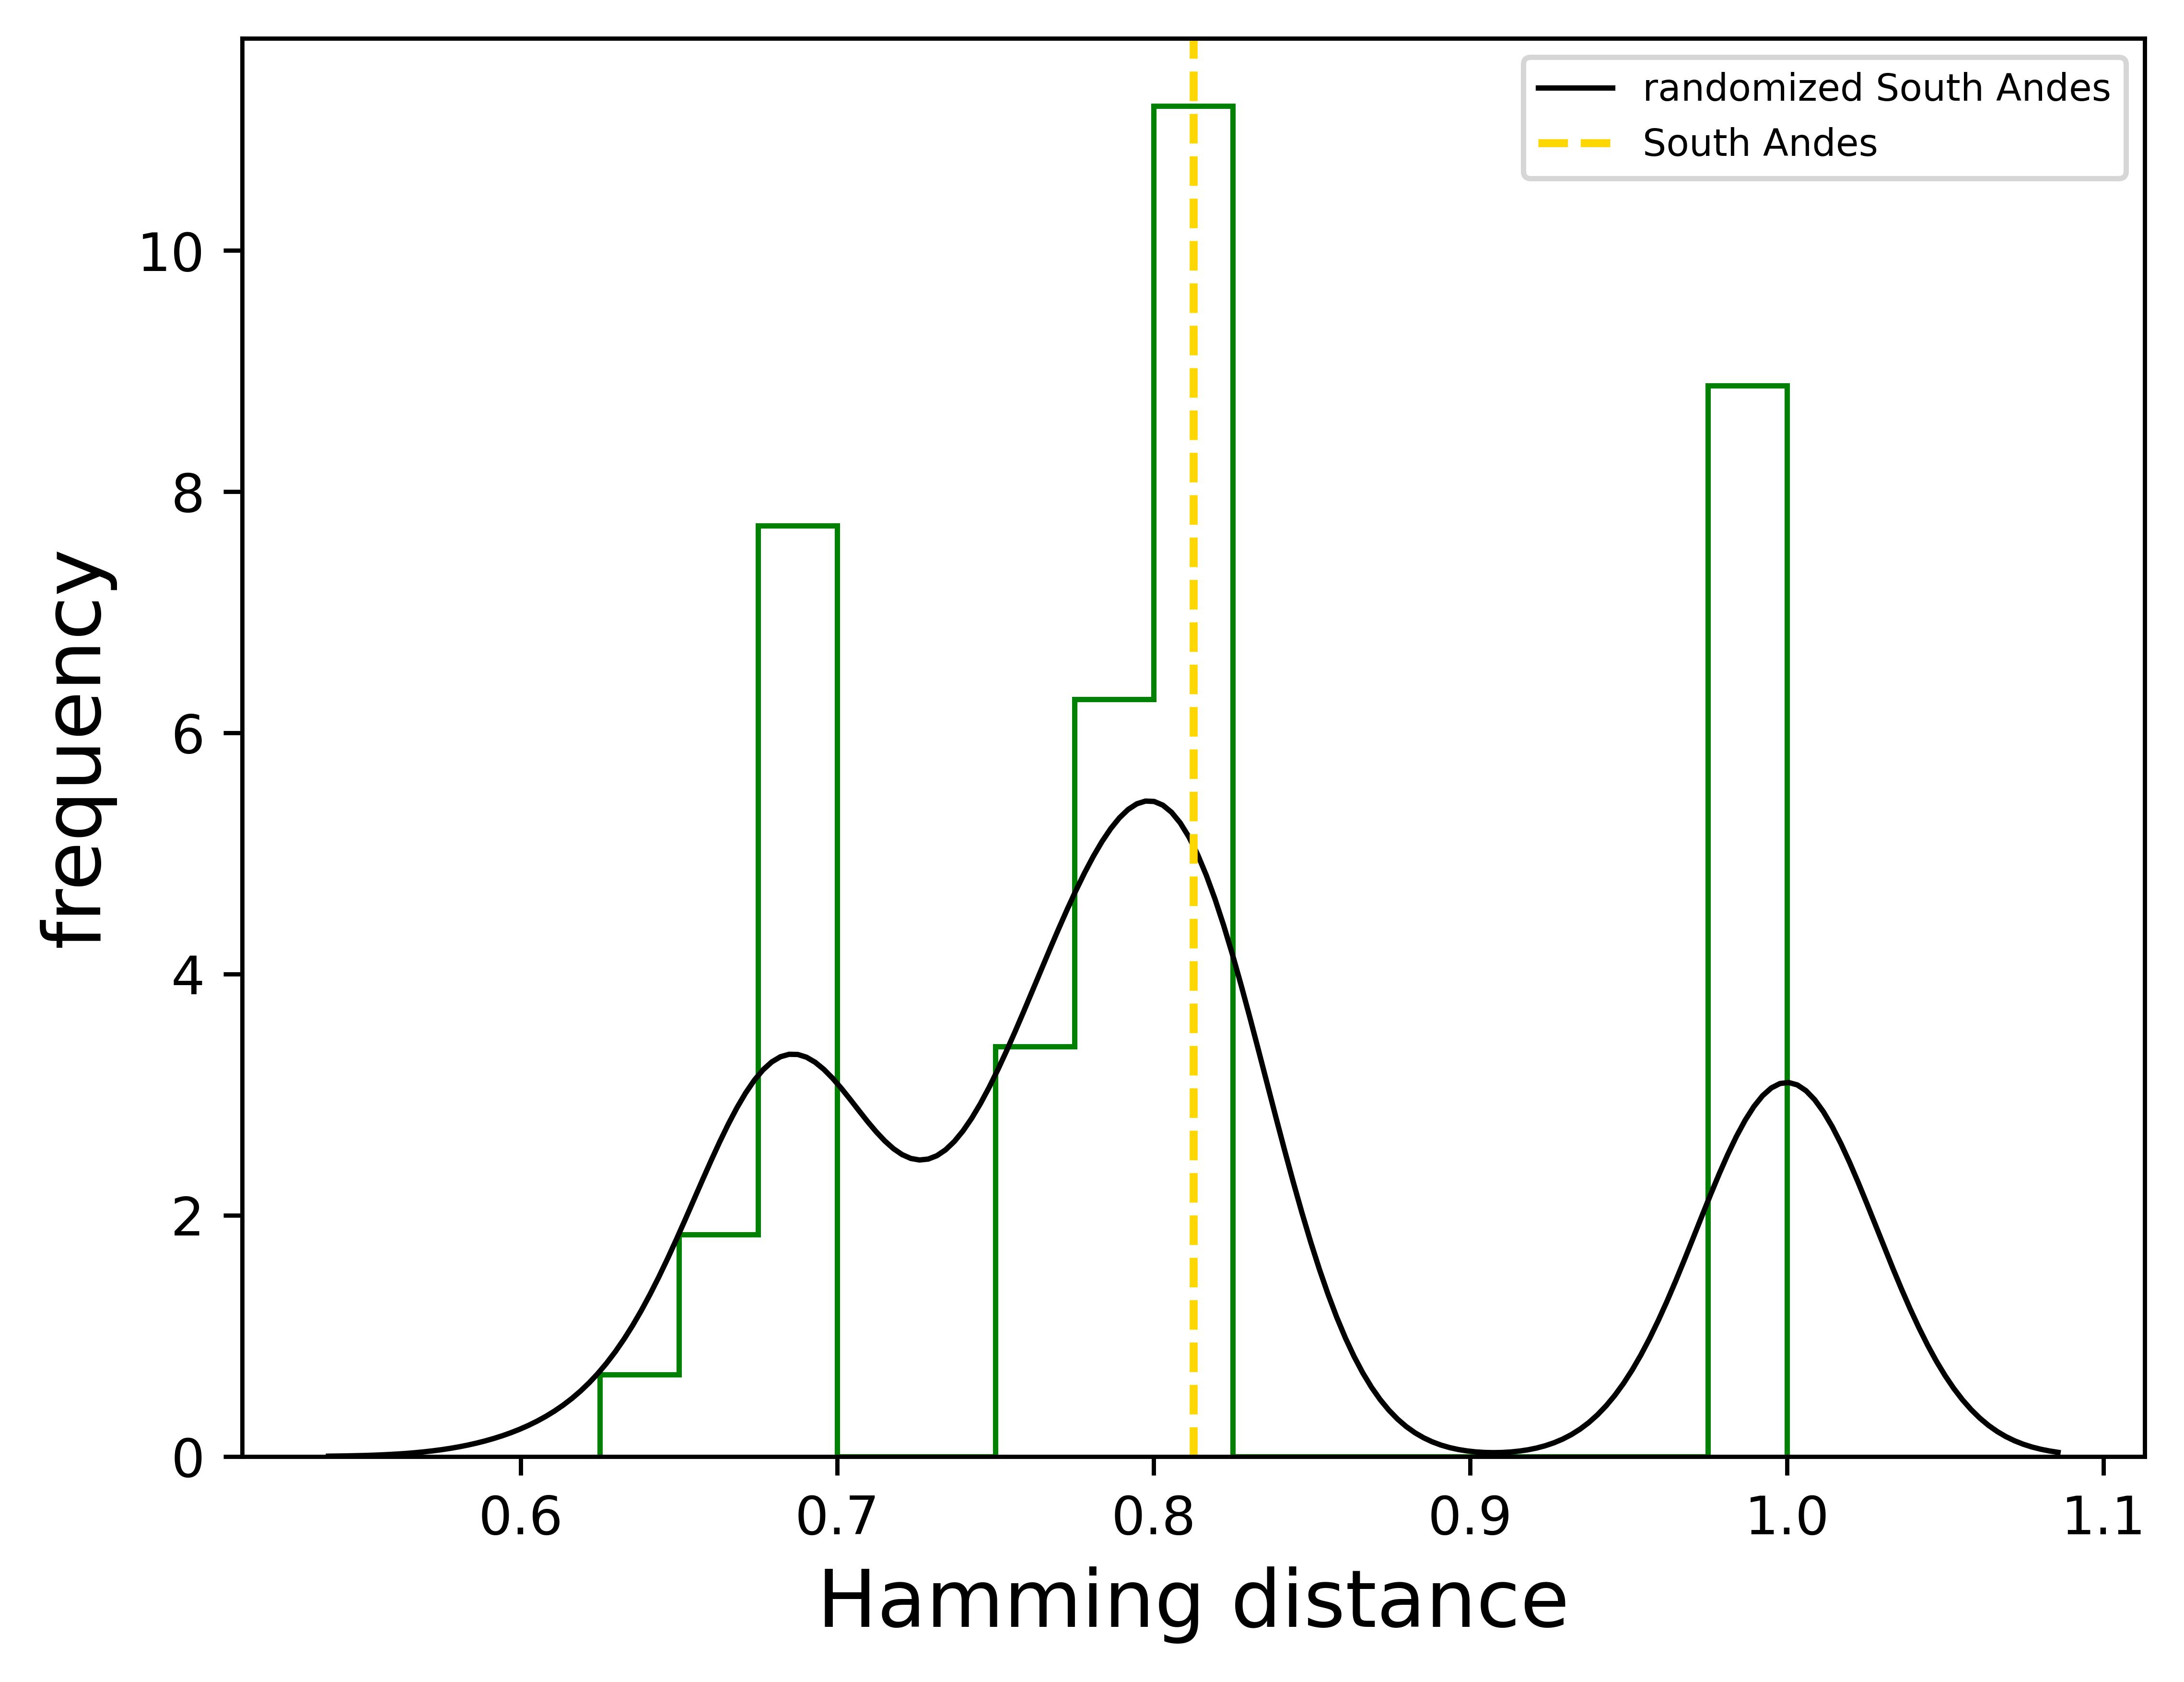 randomized South Andes
South Andes
10
8
6
4
2
0
frequency
0.6 0.7 0.8 0.9 1.0 1.1
Hamming distance